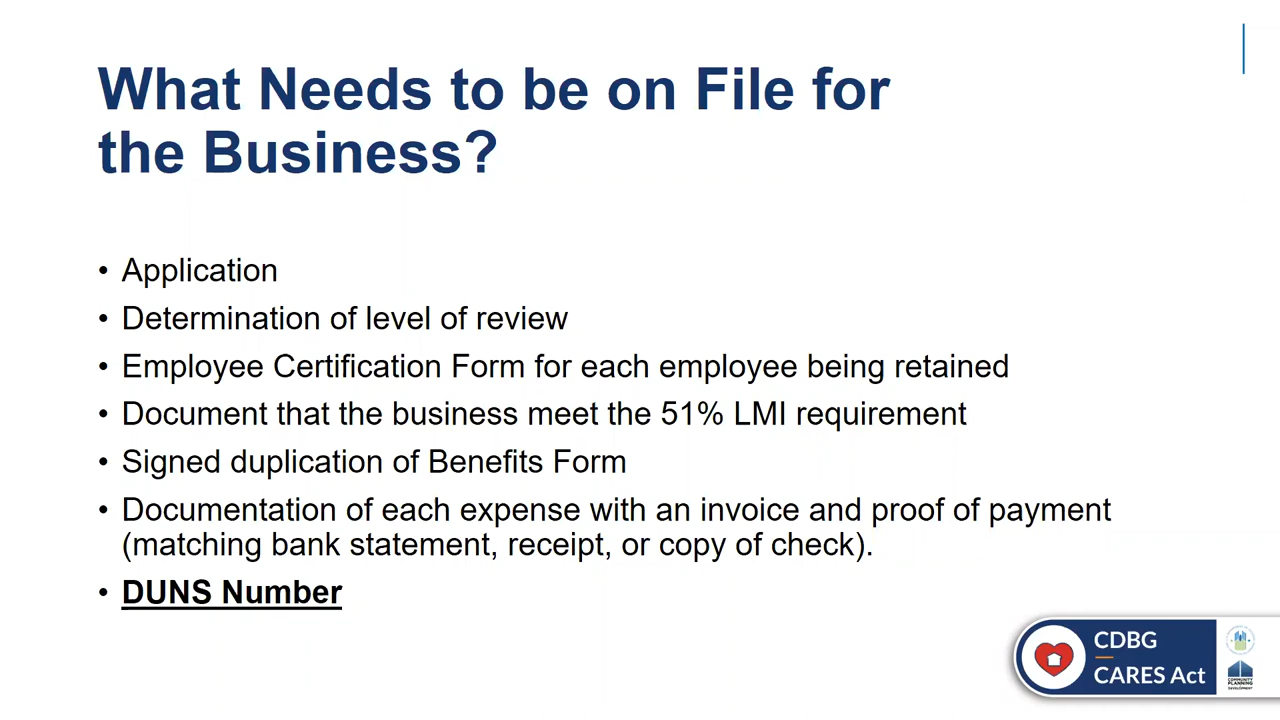 What Needs to be on File for
the Business?
• Application
• Determination of level of review
• Employee Certification Form for each employee being retained
• Document that the business meet the 51% LMI requirement
• Signed duplication of Benefits Form
• Documentation of each expense with an invoice and proof of payment
(matching bank statement, receipt, or copy of check).
• DUNS Number
CDBG
CARES Act
COMMUNITY
PLANNING
DEVELOPMENT